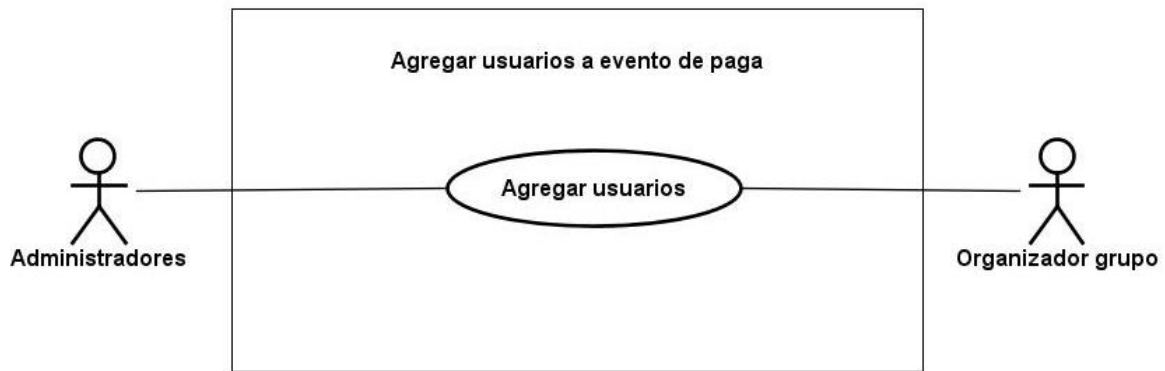 Agregar usuarios a evento de paga
Agregar usuarios
Administradores
Organizador grupo